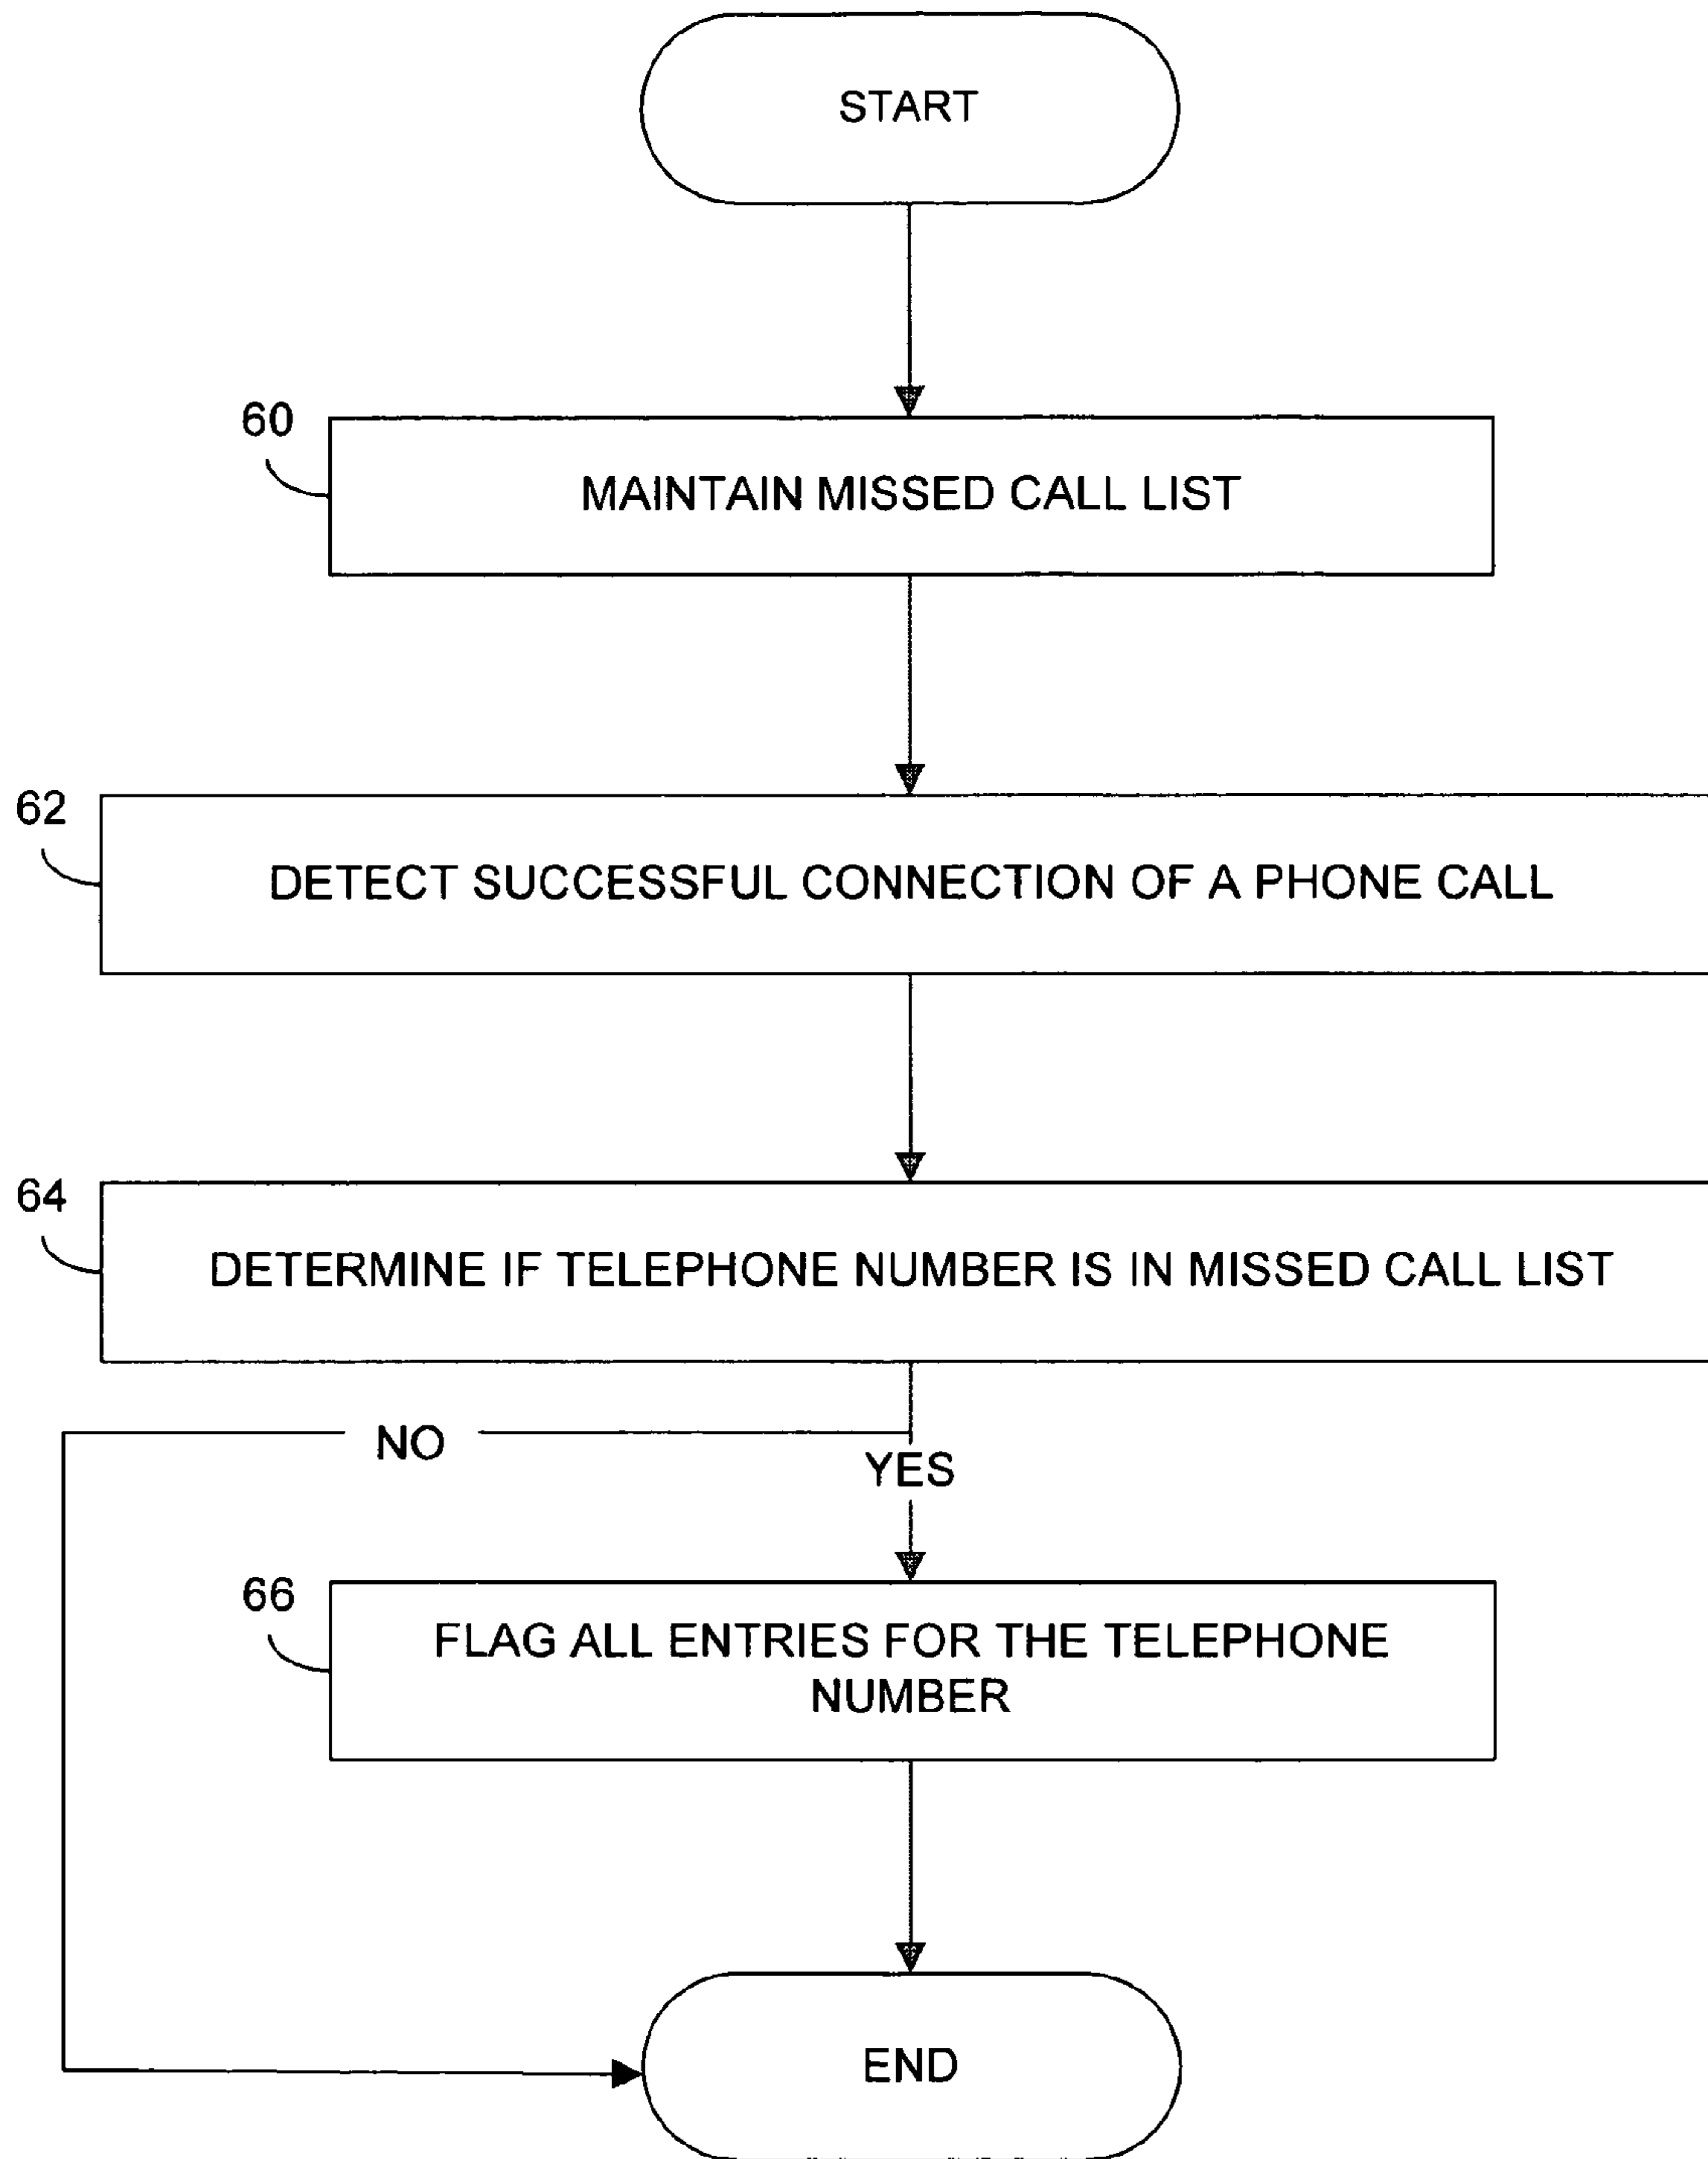 START
60
MAINTAIN MISSED CALL LIST
62
DETECT SUCCESSFUL CONNECTION OF A PHONE CALL
64
DETERMINE IF TELEPHONE NUMBER IS IN MISSED CALL LIST
NO
YES
66
FLAG ALL ENTRIES FOR THE TELEPHONE
NUMBER
END